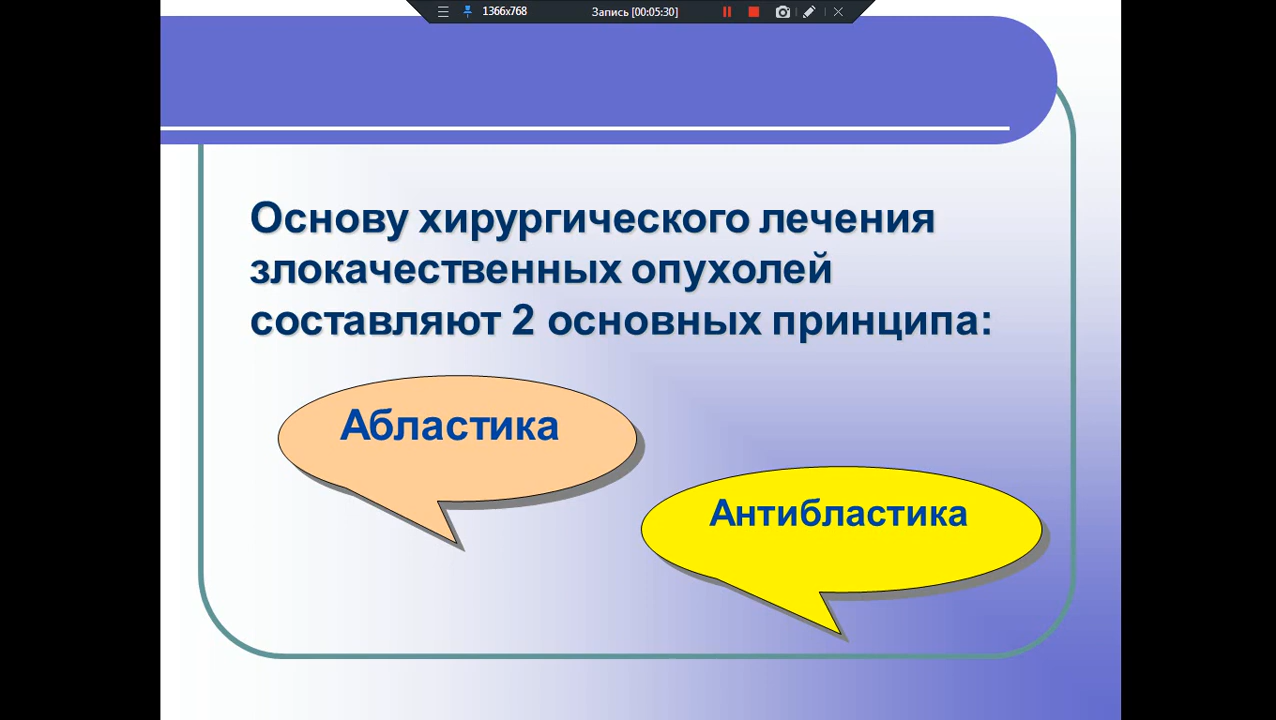 1366x768 Запись [00:05:30]
Основу хирургического лечения
злокачественных опухолей
составляют 2 основных принципа:
Абластика
Антибластика